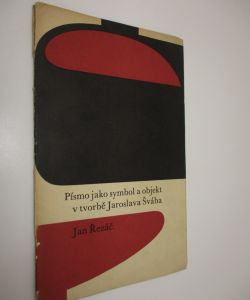 Písmo jako symbol a objekt
v tvorbě Jaroslava Švába
Jan Řezáč